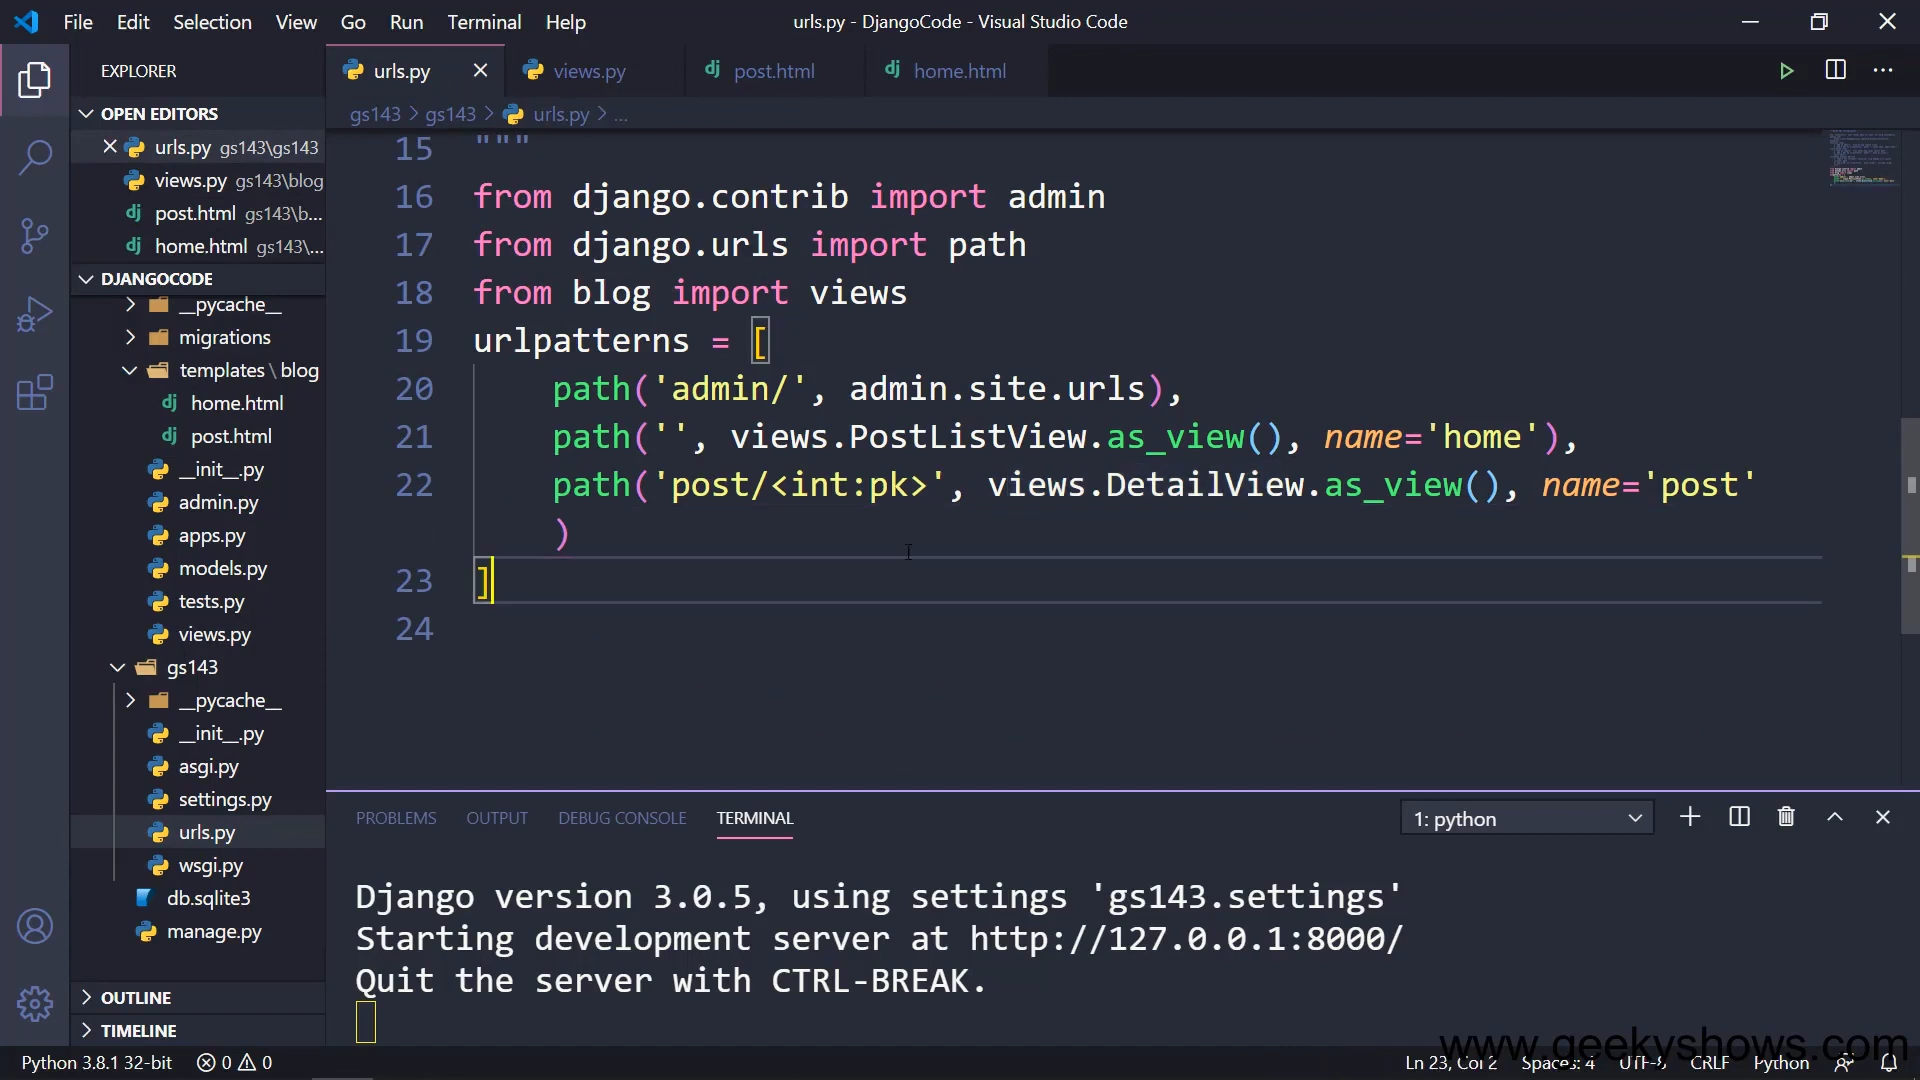 File Edit Selection View Go Run Terminal Help
urls.py - DjangoCode - Visual Studio Code
EXPLORER
OPEN EDITORS
urls.py gs143\gs143
views.py gs143\blog
post.html gs143\b...
home.html gs143\...
DJANGOCODE
__pycache__
migrations
templates \ blog
home.html
post.html
__init__.py
admin.py
apps.py
models.py
tests.py
views.py
gs143
__pycache__
__init__.py
asgi.py
settings.py
urls.py
wsgi.py
db.sqlite3
manage.py
OUTLINE
TIMELINE
urls.py views.py post.html home.html
gs143 > gs143 > urls.py > ...
15 """
16 from django.contrib import admin
17 from django.urls import path
18 from blog import views
19 urlpatterns = [
20 path('admin/', admin.site.urls),
21 path('', views.PostListView.as_view(), name='home'),
22 path('post/<int:pk>', views.DetailView.as_view(), name='post'
)
23 ]
24
PROBLEMS OUTPUT DEBUG CONSOLE TERMINAL
1: python
Django version 3.0.5, using settings 'gs143.settings'
Starting development server at http://127.0.0.1:8000/
Quit the server with CTRL-BREAK.
www.geekyshows.com
Python 3.8.1 32-bit 0 0 Ln 23, Col 2 Spaces: 4 UTF-8 CRLF Python